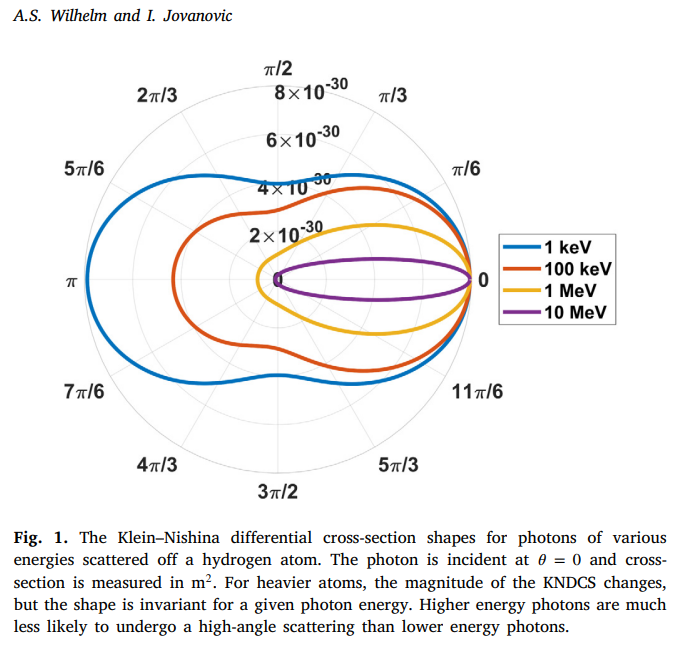 A.S. Wilhelm and I. Jovanovic
π/2
2π/3
8×10⁻³⁰
π/3
6×10⁻³⁰
5π/6
π/6
4×10⁻³⁰
2×10⁻³⁰
π
0
0
1 keV
100 keV
1 MeV
10 MeV
7π/6
11π/6
4π/3
5π/3
3π/2
Fig. 1. The Klein–Nishina differential cross-section shapes for photons of various
energies scattered off a hydrogen atom. The photon is incident at θ = 0 and cross-
section is measured in m². For heavier atoms, the magnitude of the KNDCS changes,
but the shape is invariant for a given photon energy. Higher energy photons are much
less likely to undergo a high-angle scattering than lower energy photons.